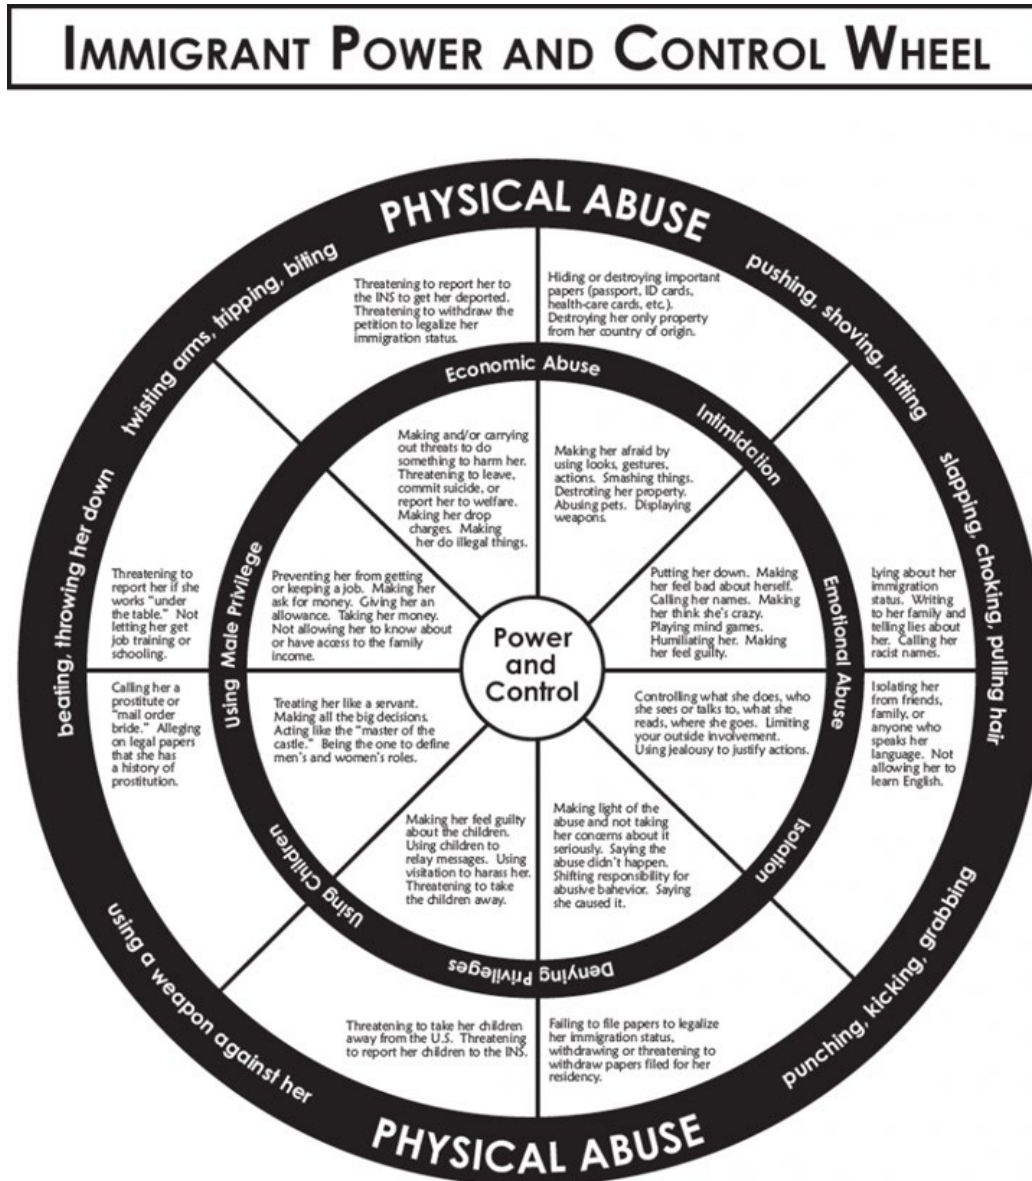 IMMIGRANT POWER AND CONTROL WHEEL
PHYSICAL ABUSE
pushing, shoving, hitting
slapping, choking, pulling hair
punching, kicking, grabbing
PHYSICAL ABUSE
using a weapon against her
beating, throwing her down
twisting arms, tripping, biting
Threatening to report her to
the INS to get her deported.
Threatening to withdraw the
petition to legalize her
immigration status.
Hiding or destroying important
papers (passport, ID cards,
health-care cards, etc.).
Destroying her only property
from her country of origin.
Lying about her
immigration
status. Writing
to her family and
telling lies about
her. Calling her
racist names.
Isolating her
from friends,
family, or
anyone who
speaks her
language. Not
allowing her to
learn English.
Failing to file papers to legalize
her immigration status,
withdrawing or threatening to
withdraw papers filed for her
residency.
Threatening to take her children
away from the U.S. Threatening
to report her children to the INS.
Calling her a
prostitute or
"mail order
bride." Alleging
on legal papers
that she has
a history of
prostitution.
Threatening to
report her if she
works "under
the table." Not
letting her get
job training or
schooling.
Economic Abuse
Intimidation
Emotional Abuse
Isolation
Denying Privileges
Using Children
Using Male Privilege
Making and/or carrying
out threats to do
something to harm her.
Threatening to leave,
commit suicide, or
report her to welfare.
Making her drop
charges. Making
her do illegal things.
Making her afraid by
using looks, gestures,
actions. Smashing things.
Destroting her property.
Abusing pets. Displaying
weapons.
Putting her down. Making
her feel bad about herself.
Calling her names. Making
her think she's crazy.
Playing mind games.
Humiliating her. Making
her feel guilty.
Controlling what she does, who
she sees or talks to, what she
reads, where she goes. Limiting
your outside involvement.
Using jealousy to justify actions.
Making light of the
abuse and not taking
her concerns about it
seriously. Saying the
abuse didn't happen.
Shifting responsibility for
abusive bahevior. Saying
she caused it.
Making her feel guilty
about the children.
Using children to
relay messages. Using
visitation to harass her.
Threatening to take
the children away.
Treating her like a servant.
Making all the big decisions.
Acting like the "master of the
castle." Being the one to define
men's and women's roles.
Preventing her from getting
or keeping a job. Making her
ask for money. Giving her an
allowance. Taking her money.
Not allowing her to know about
or have access to the family
income.
Power
and
Control